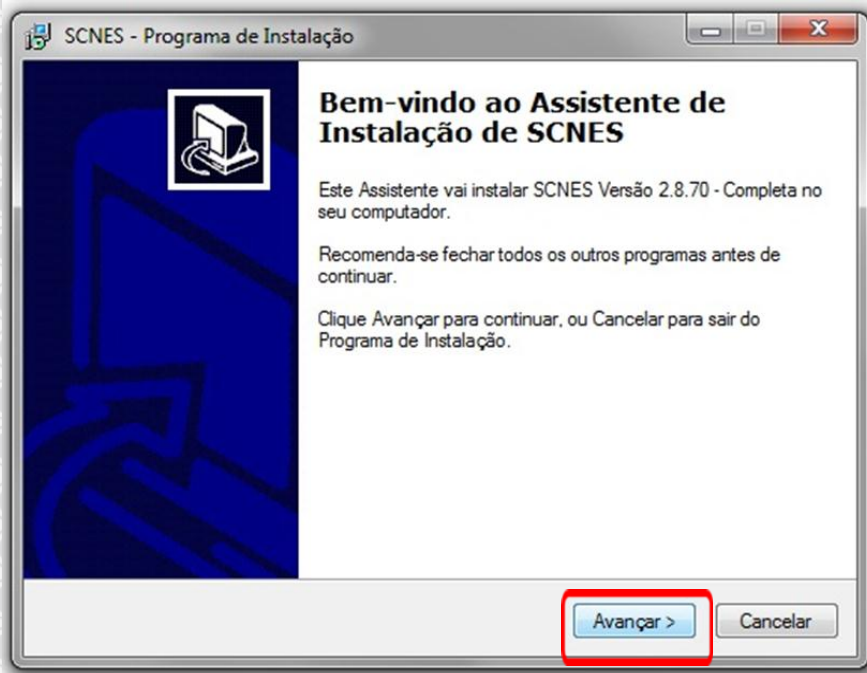 SCNES - Programa de Instalação
Bem-vindo ao Assistente de
Instalação de SCNES
Este Assistente vai instalar SCNES Versão 2.8.70 - Completa no
seu computador.
Recomenda-se fechar todos os outros programas antes de
continuar.
Clique Avançar para continuar, ou Cancelar para sair do
Programa de Instalação.
Avançar >
Cancelar